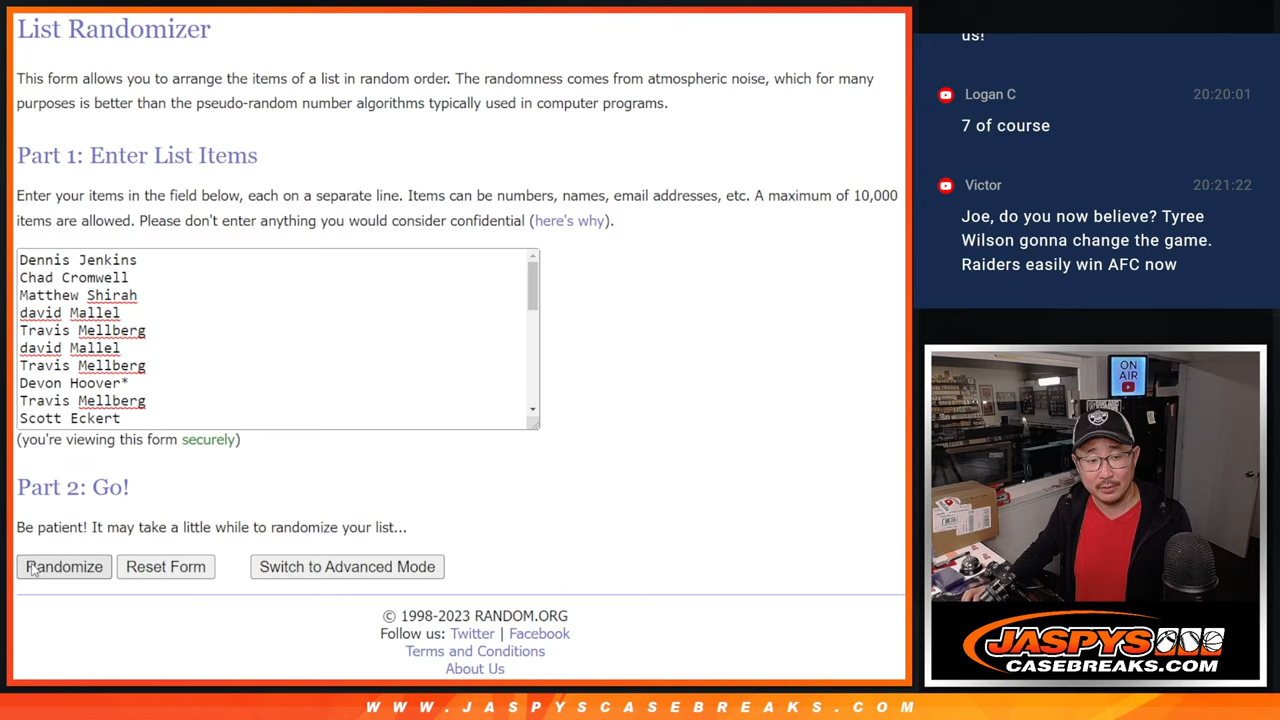 List Randomizer
This form allows you to arrange the items of a list in random order. The randomness comes from atmospheric noise, which for many
purposes is better than the pseudo-random number algorithms typically used in computer programs.
Part 1: Enter List Items
Enter your items in the field below, each on a separate line. Items can be numbers, names, email addresses, etc. A maximum of 10,000
items are allowed. Please don't enter anything you would consider confidential (here's why).
Dennis Jenkins
Chad Cromwell
Matthew Shirah
david Mallel
Travis Mellberg
david Mallel
Travis Mellberg
Devon Hoover*
Travis Mellberg
Scott Eckert
(you're viewing this form securely)
Part 2: Go!
Be patient! It may take a little while to randomize your list...
Randomize Reset Form Switch to Advanced Mode
© 1998-2023 RANDOM.ORG
Follow us: Twitter | Facebook
Terms and Conditions
About Us
us!
Logan C 20:20:01
7 of course
Victor 20:21:22
Joe, do you now believe? Tyree
Wilson gonna change the game.
Raiders easily win AFC now
ON
AIR
JASPYS
CASEBREAKS.COM
WWW.JASPYSCASEBREAKS.COM